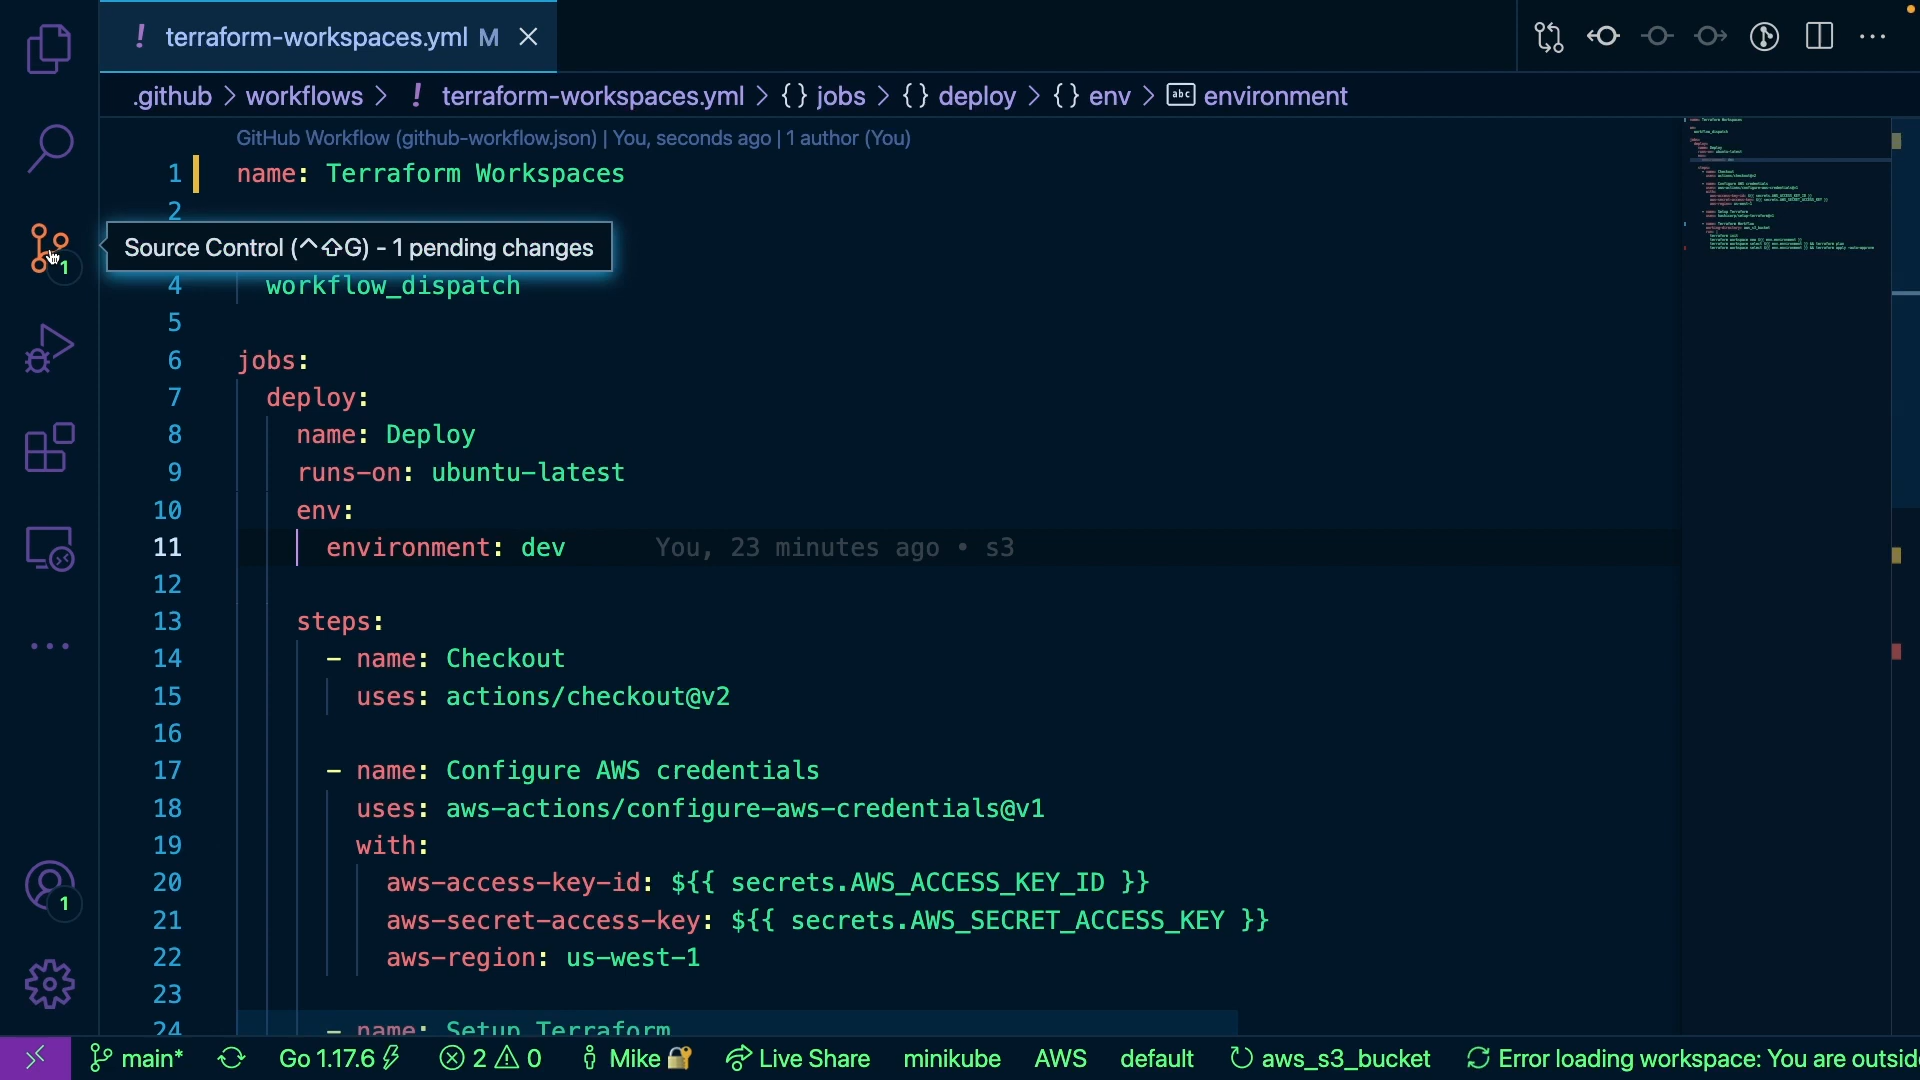 ! terraform-workspaces.yml M
.github > workflows > ! terraform-workspaces.yml > {} jobs > {} deploy > {} env > abc environment
GitHub Workflow (github-workflow.json) | You, seconds ago | 1 author (You)
1 name: Terraform Workspaces
2
Source Control (^⇧G) - 1 pending changes
1
4 workflow_dispatch
5
6 jobs:
7 deploy:
8 name: Deploy
9 runs-on: ubuntu-latest
10 env:
11 environment: dev You, 23 minutes ago • s3
12
13 steps:
14 - name: Checkout
15 uses: actions/checkout@v2
16
17 - name: Configure AWS credentials
18 uses: aws-actions/configure-aws-credentials@v1
19 with:
20 aws-access-key-id: ${{ secrets.AWS_ACCESS_KEY_ID }}
1
21 aws-secret-access-key: ${{ secrets.AWS_SECRET_ACCESS_KEY }}
22 aws-region: us-west-1
23
24 - name: Setup Terraform
main* Go 1.17.6 2 0 Mike Live Share minikube AWS default aws_s3_bucket Error loading workspace: You are outsid